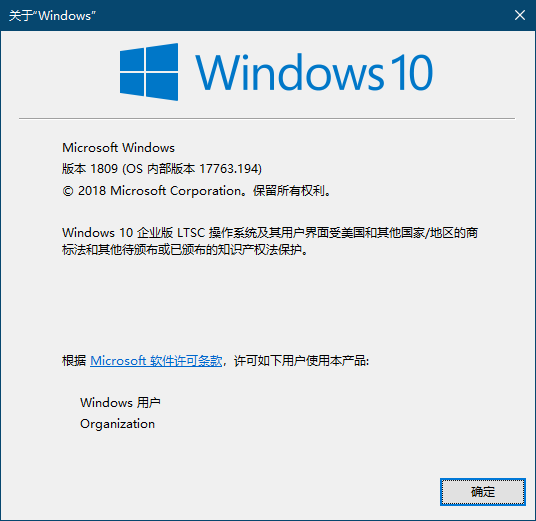 关于“Windows”
Windows 10
Microsoft Windows
版本 1809 (OS 内部版本 17763.194)
© 2018 Microsoft Corporation。保留所有权利。
Windows 10 企业版 LTSC 操作系统及其用户界面受美国和其他国家/地区的商
标法和其他待颁布或已颁布的知识产权法保护。
根据 Microsoft 软件许可条款，许可如下用户使用本产品:
Windows 用户
Organization
确定